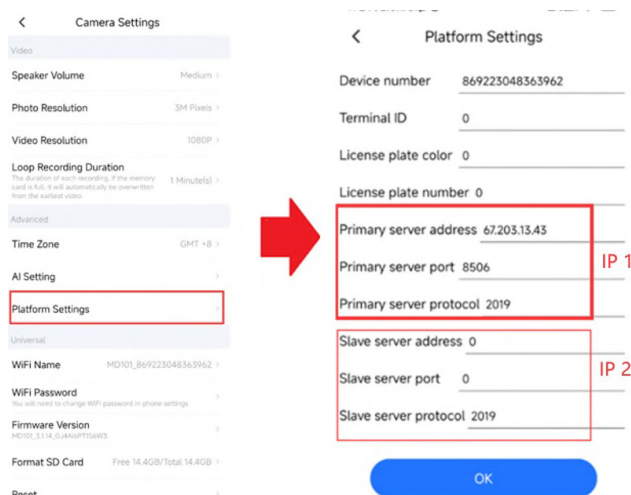 Camera Settings
Video
Speaker Volume Medium
Photo Resolution 3M Pixels
Video Resolution 1080P
Loop Recording Duration
The duration of each recording, if the memory
card is full, it will automatically be overwritten
from the earliest video.
1 Minute(s)
Advanced
Time Zone GMT +8
AI Setting
Platform Settings
Universal
WiFi Name MD101_869223048363962
WiFi Password
You will need to change WiFi password in phone settings
Firmware Version
Format SD Card Free 14.4GB/Total 14.4GB
Reset
Platform Settings
Device number 869223048363962
Terminal ID 0
License plate color 0
License plate number 0
Primary server address 67.203.13.43
Primary server port 8506
Primary server protocol 2019
IP 1
Slave server address 0
Slave server port 0
Slave server protocol 2019
IP 2
OK